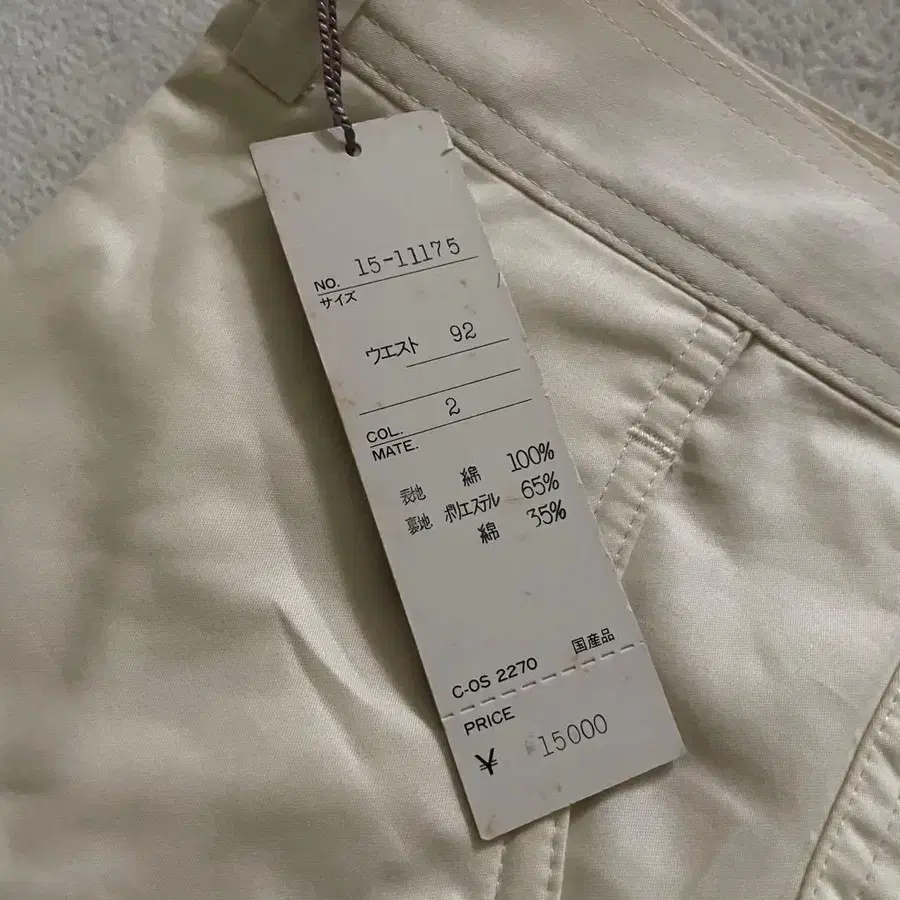 NO. 15-11175
サイズ
ウエスト 92
2
COL.
MATE.
表地 綿 100%
裏地 ポリエステル 65%
綿 35%
国産品
C-OS 2270
PRICE
¥ 15000